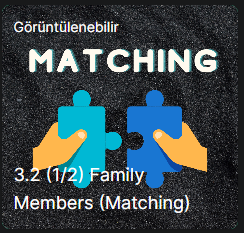 Görüntülenebilir
MATCHING
3.2 (1/2) Family
Members (Matching)